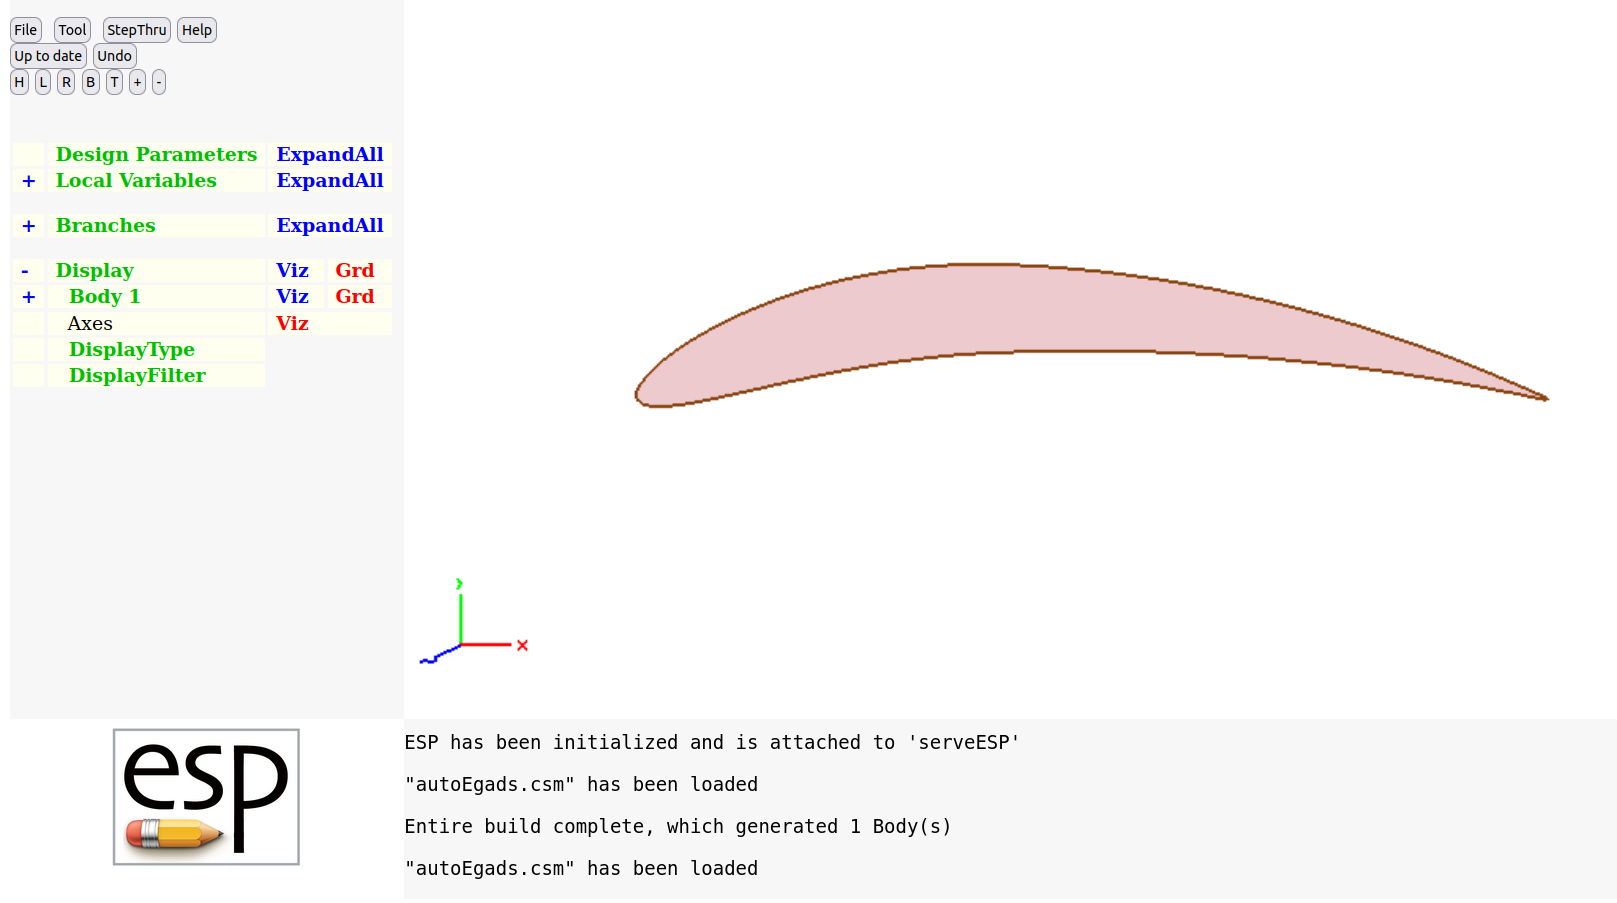 File Tool StepThru Help
Up to date Undo
H L R B T + -
Design Parameters ExpandAll
+ Local Variables ExpandAll
+ Branches ExpandAll
- Display Viz Grd
+ Body 1 Viz Grd
Axes Viz
DisplayType
DisplayFilter
y
x
esp
ESP has been initialized and is attached to 'serveESP'
"autoEgads.csm" has been loaded
Entire build complete, which generated 1 Body(s)
"autoEgads.csm" has been loaded